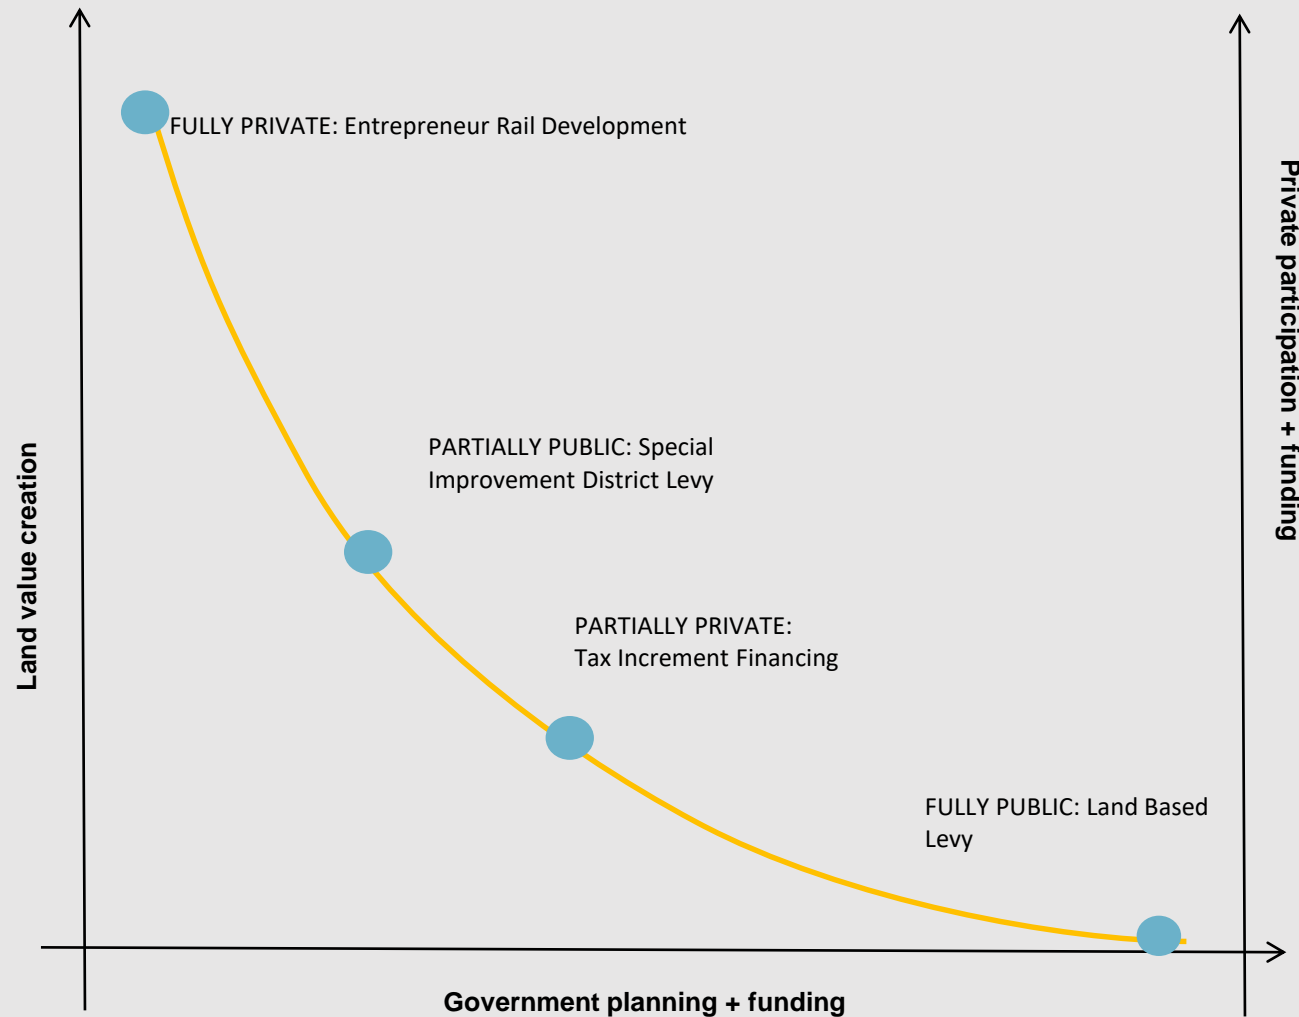 FULLY PRIVATE: Entrepreneur Rail Development
Private participation + funding
Land value creation
PARTIALLY PUBLIC: Special
Improvement District Levy
PARTIALLY PRIVATE:
Tax Increment Financing
FULLY PUBLIC: Land Based
Levy
Government planning + funding